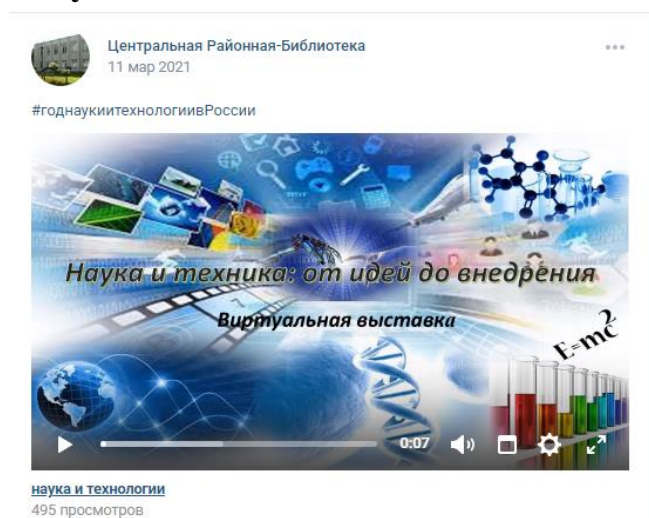 Центральная Районная-Библиотека
11 мар 2021
#годнаукиитехнологиивРоссии
Наука и техника: от идей до внедрения
Виртуальная выставка
E=mc2
0:07
наука и технологии
495 просмотров